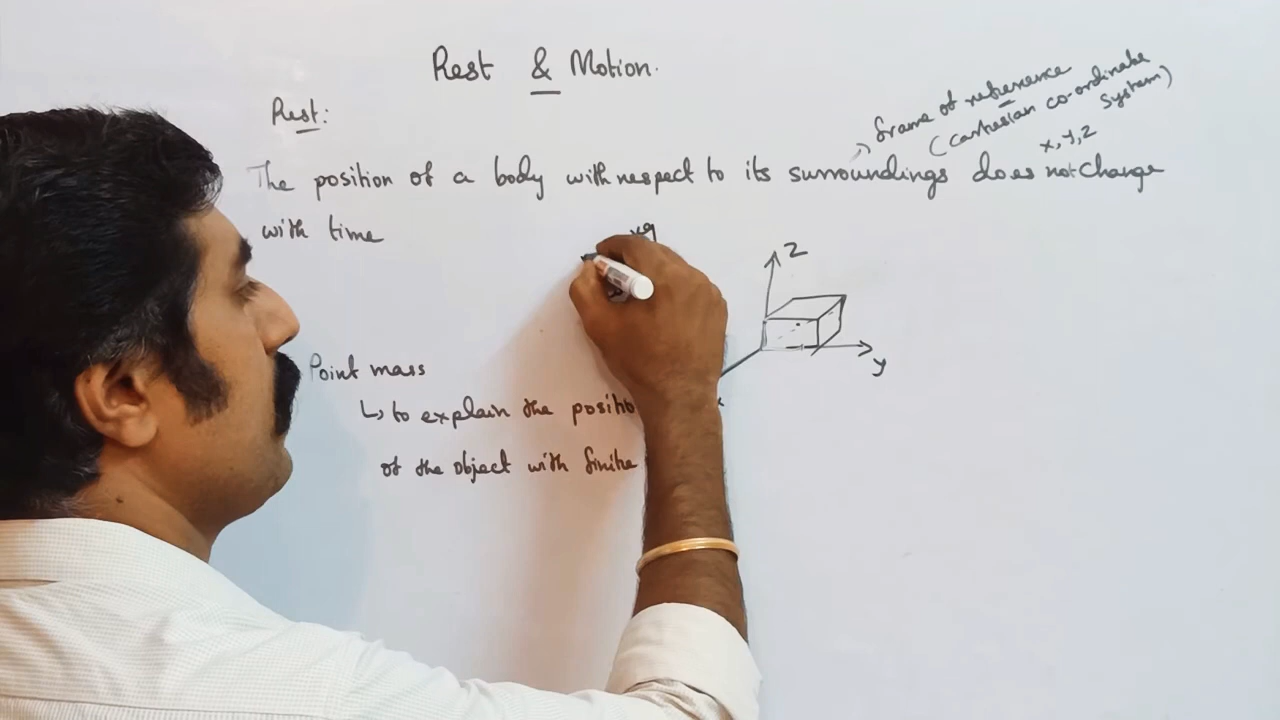 Rest & Motion.
Rest:
frame of reference
(cartesian co-ordinate
system)
x, y, z
The position of a body with respect to its surroundings does not change
with time
z
y
Point mass
↳ to explain the positio
of the object with finite